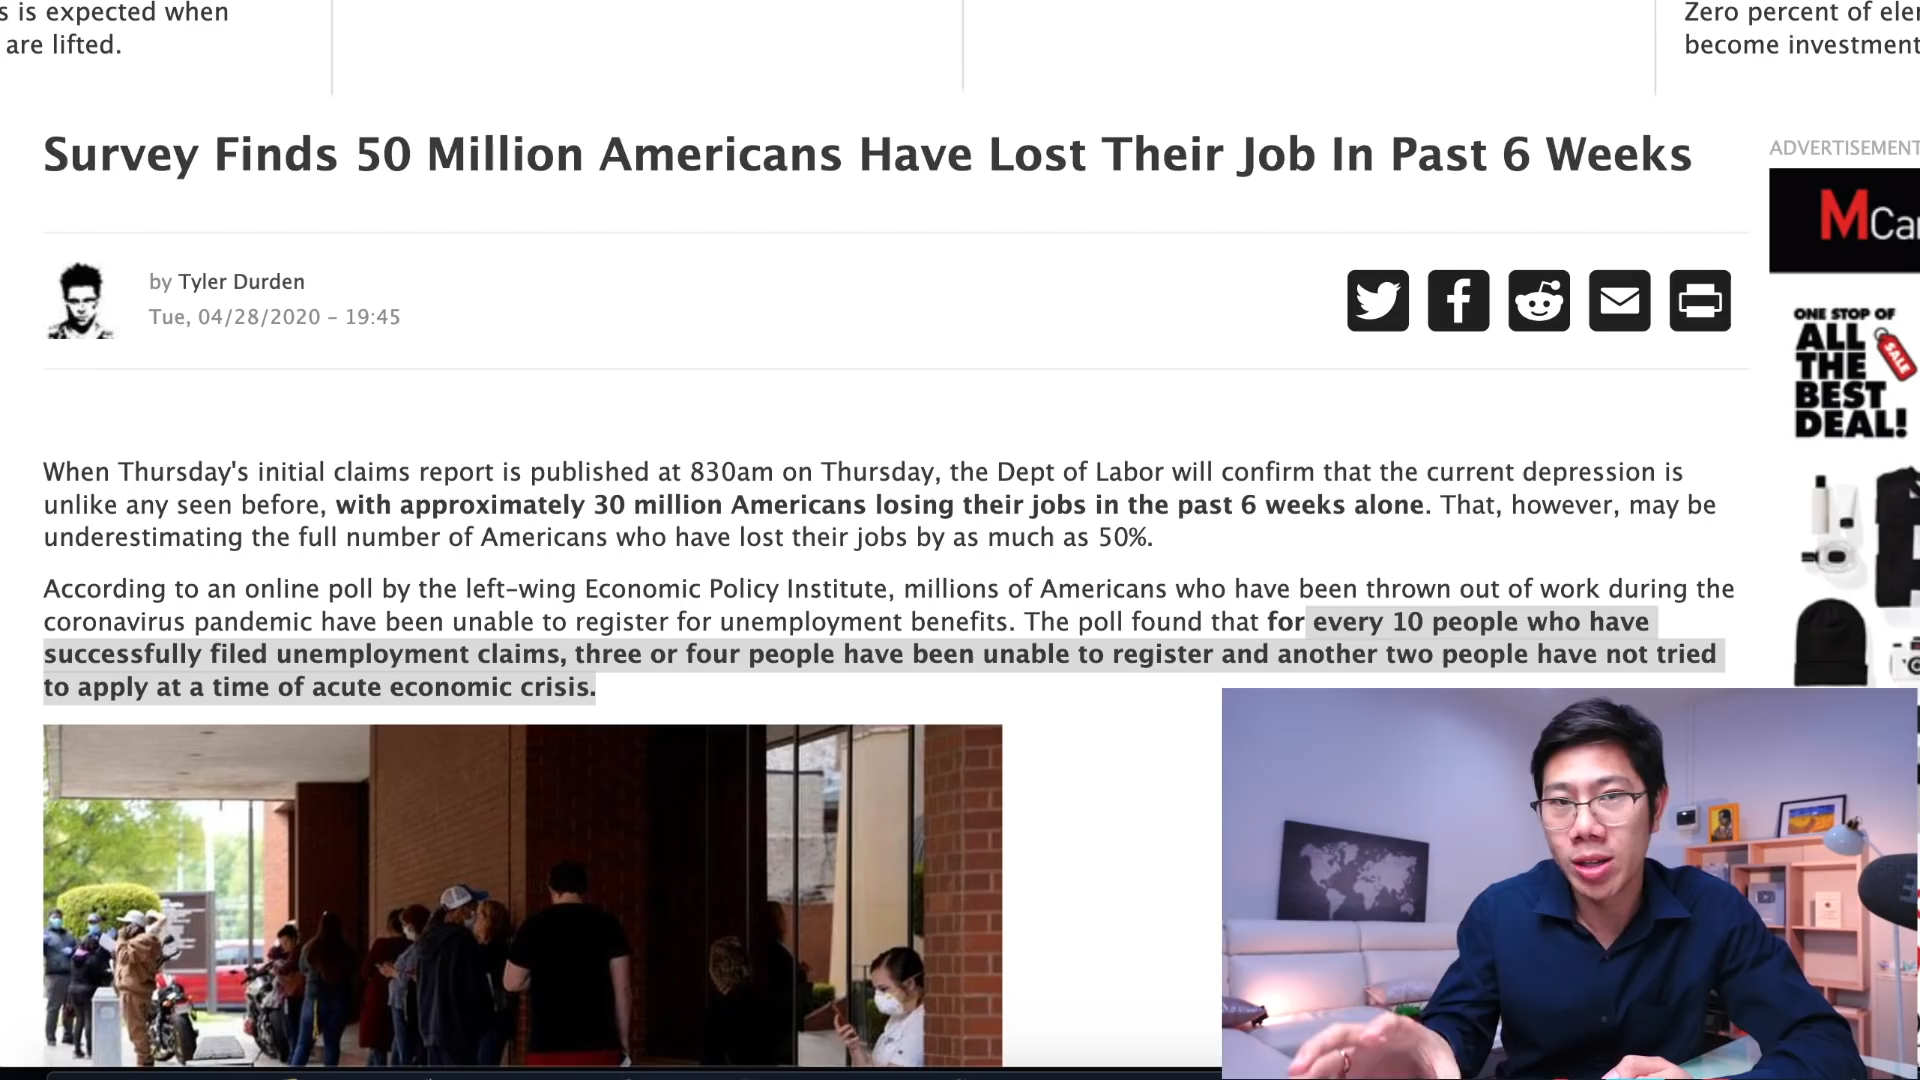 s is expected when
are lifted.
Zero percent of
become investment
Survey Finds 50 Million Americans Have Lost Their Job In Past 6 Weeks
ADVERTISEMENT
by Tyler Durden
Tue, 04/28/2020 - 19:45
ONE STOP OF
ALL
THE
BEST
DEAL!
SALE
When Thursday's initial claims report is published at 830am on Thursday, the Dept of Labor will confirm that the current depression is
unlike any seen before, with approximately 30 million Americans losing their jobs in the past 6 weeks alone. That, however, may be
underestimating the full number of Americans who have lost their jobs by as much as 50%.
According to an online poll by the left-wing Economic Policy Institute, millions of Americans who have been thrown out of work during the
coronavirus pandemic have been unable to register for unemployment benefits. The poll found that for every 10 people who have
successfully filed unemployment claims, three or four people have been unable to register and another two people have not tried
to apply at a time of acute economic crisis.